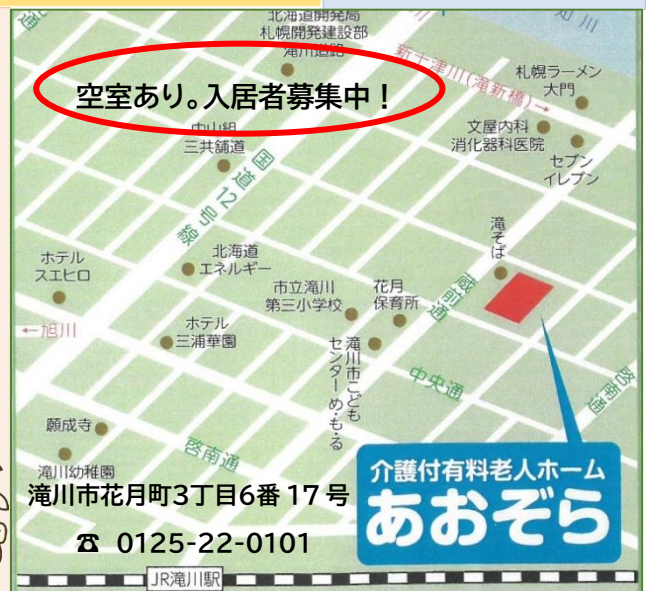 北海道開発局
札幌開発建設部
滝川道路
空室あり。入居者募集中！
新十津川(滝新橋)→
札幌ラーメン
大門
中山組
三共舗道
文屋内科
消化器科医院
セブン
イレブン
国道12号線
滝そば
北海道
エネルギー
ホテル
スエヒロ
市立滝川
第三小学校
花月
保育所
蔵前通
←旭川
ホテル
三浦華園
滝川市こども
センターめ・も・る
中央通
啓南通
願成寺
啓南通
滝川幼稚園
滝川市花月町3丁目6番17号
☎ 0125-22-0101
介護付有料老人ホーム
あおぞら
JR滝川駅